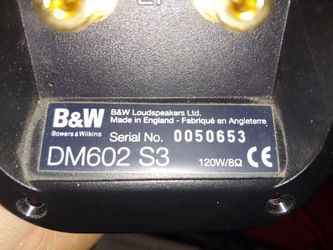 B&W
Bowers & Wilkins
B&W Loudspeakers Ltd.
Made in England - Fabriqué en Angleterre
Serial No. 0050653
DM602 S3
120W/8Ω CE